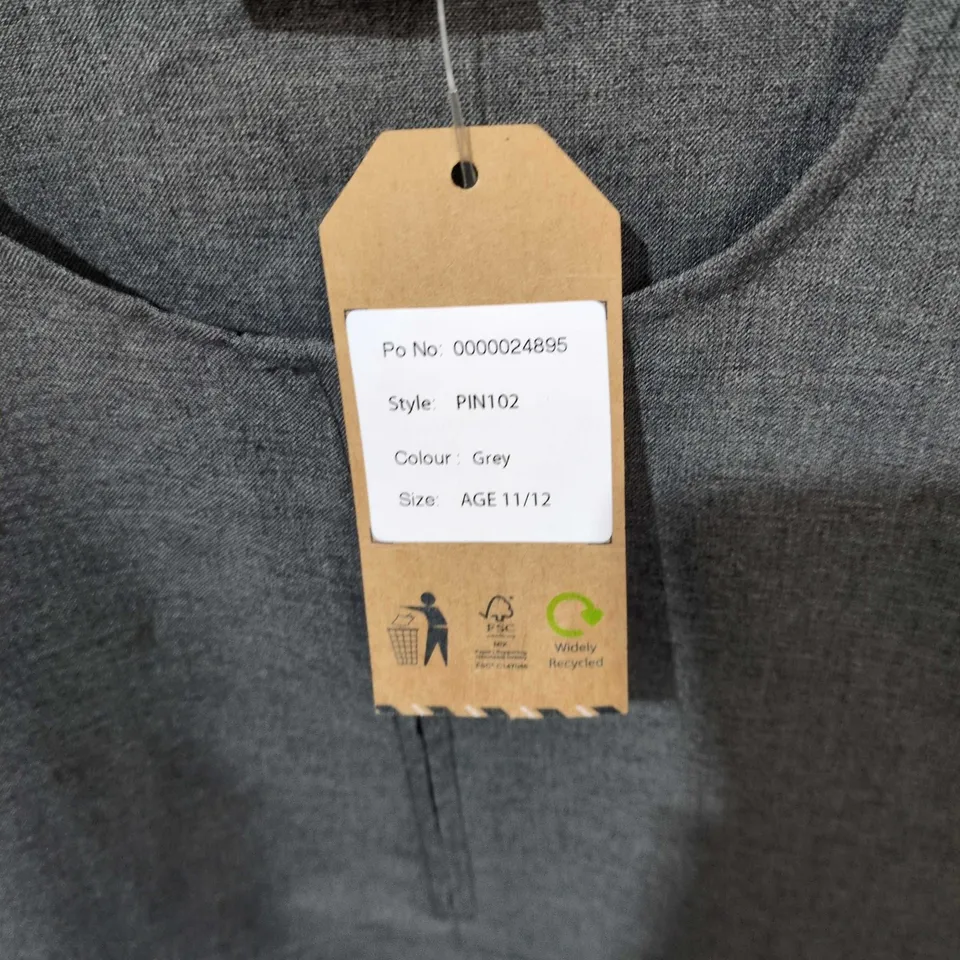 Po No: 0000024895
Style: PIN102
Colour : Grey
Size: AGE 11/12
FSC
Widely
Recycled